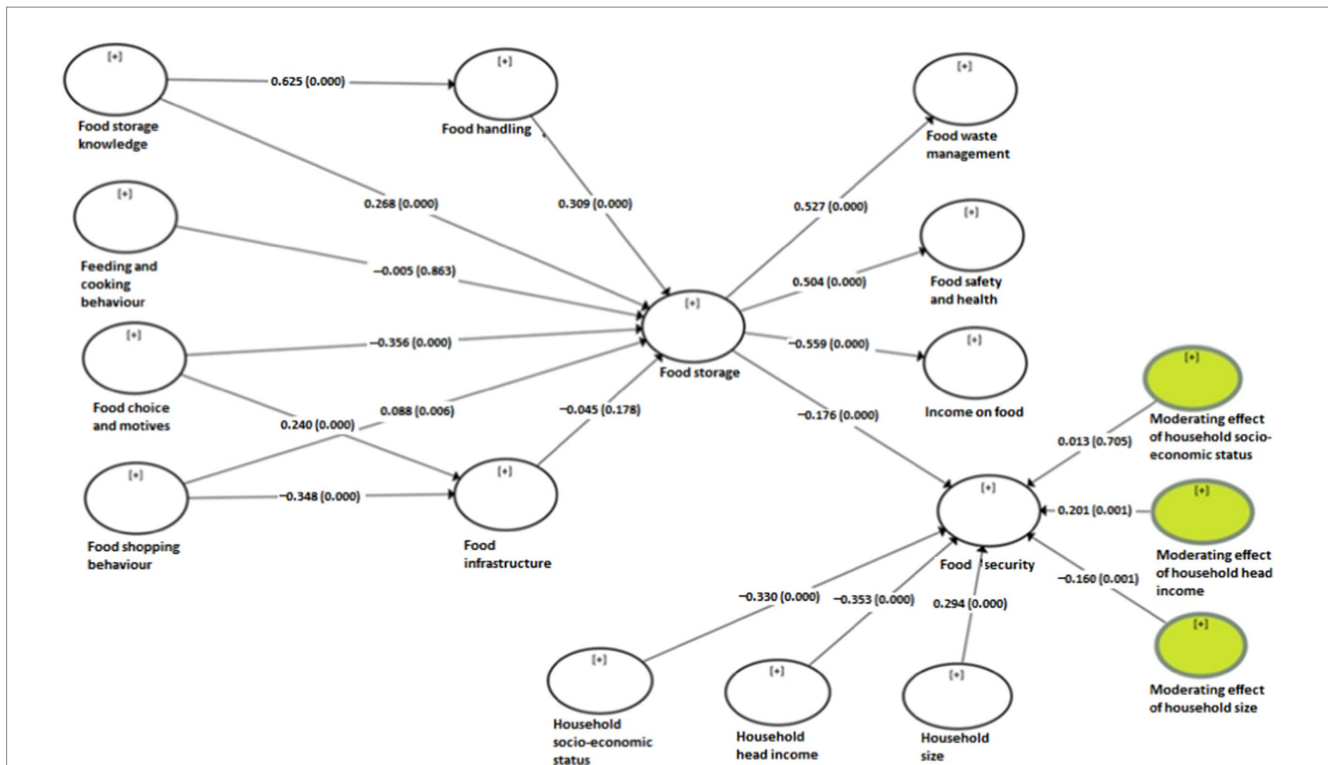 [+]
Food storage
knowledge
0.625 (0.000)
[+]
Food handling
[+]
Food waste
management
[+]
Feeding and
cooking
behaviour
0.268 (0.000)
0.309 (0.000)
0.527 (0.000)
[+]
Food safety
and health
−0.005 (0.863)
0.504 (0.000)
[+]
Food choice
and motives
−0.356 (0.000)
[+]
Food storage
−0.559 (0.000)
[+]
Income on food
0.240 (0.000)
0.088 (0.006)
−0.045 (0.178)
−0.176 (0.000)
[+]
Moderating effect
of household socio-
economic status
0.013 (0.705)
[+]
Food shopping
behaviour
−0.348 (0.000)
[+]
Food
infrastructure
[+]
Food security
0.201 (0.001)
[+]
Moderating effect
of household head
income
−0.160 (0.001)
[+]
Moderating effect
of household size
−0.330 (0.000)
−0.353 (0.000)
0.294 (0.000)
[+]
Household
socio-economic
status
[+]
Household
head income
[+]
Household
size